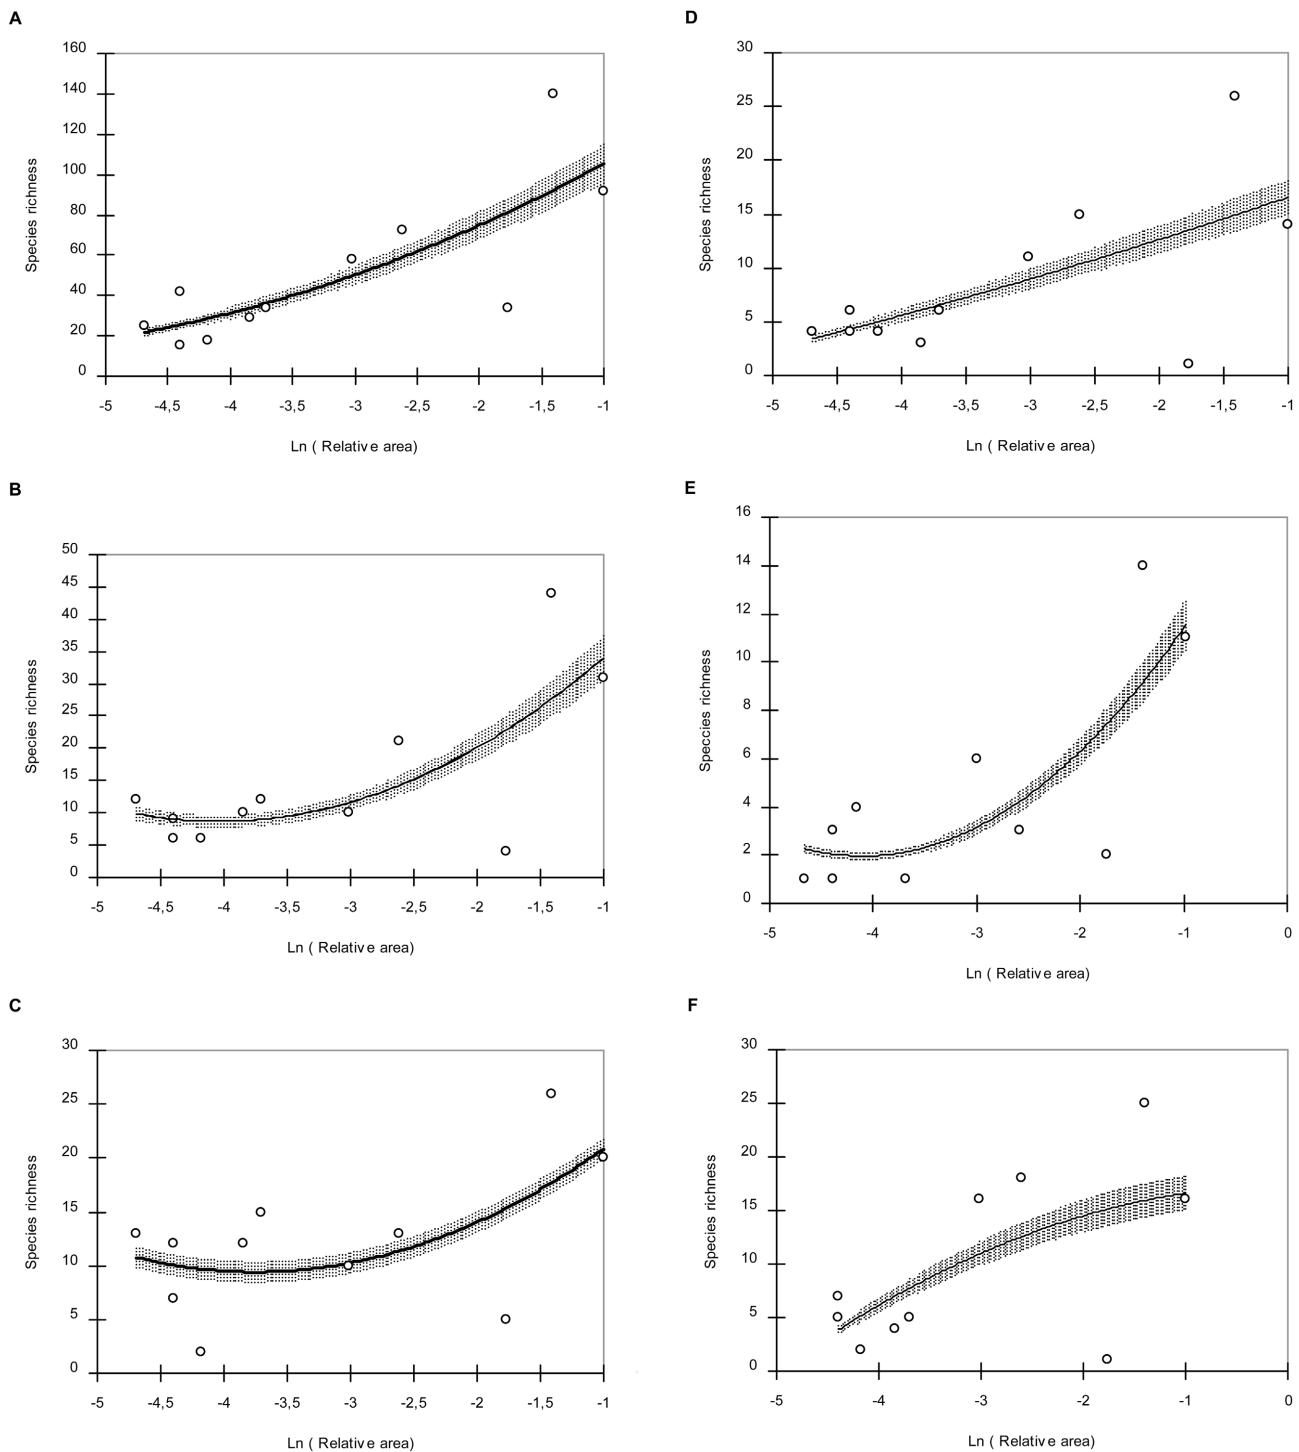 A
160
140
120
100
80
60
40
20
0
Species richness
-5 -4,5 -4 -3,5 -3 -2,5 -2 -1,5 -1
Ln ( Relative area)
B
50
45
40
35
30
25
20
15
10
5
0
Species richness
-5 -4,5 -4 -3,5 -3 -2,5 -2 -1,5 -1
Ln ( Relative area)
C
30
25
20
15
10
5
0
Species richness
-5 -4,5 -4 -3,5 -3 -2,5 -2 -1,5 -1
Ln ( Relative area)
D
30
25
20
15
10
5
0
Species richness
-5 -4,5 -4 -3,5 -3 -2,5 -2 -1,5 -1
Ln ( Relative area)
E
16
14
12
10
8
6
4
2
0
Speccies richness
-5 -4 -3 -2 -1 0
Ln ( Relative area)
F
30
25
20
15
10
5
0
Species richness
-5 -4 -3 -2 -1 0
Ln ( Relative area)